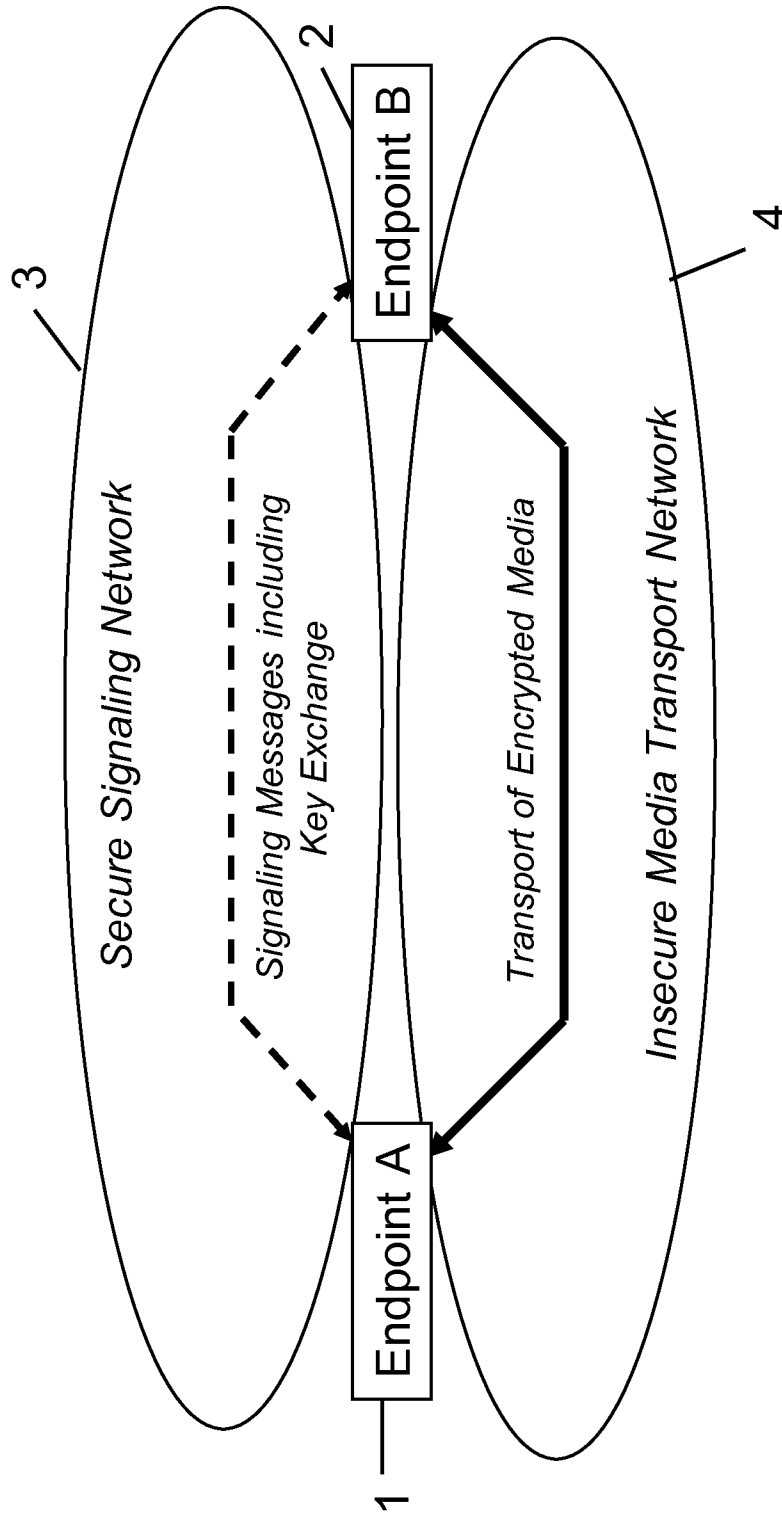 3
Secure Signaling Network
Signaling Messages including
Key Exchange
2
1
Endpoint A
Endpoint B
Transport of Encrypted Media
Insecure Media Transport Network
4